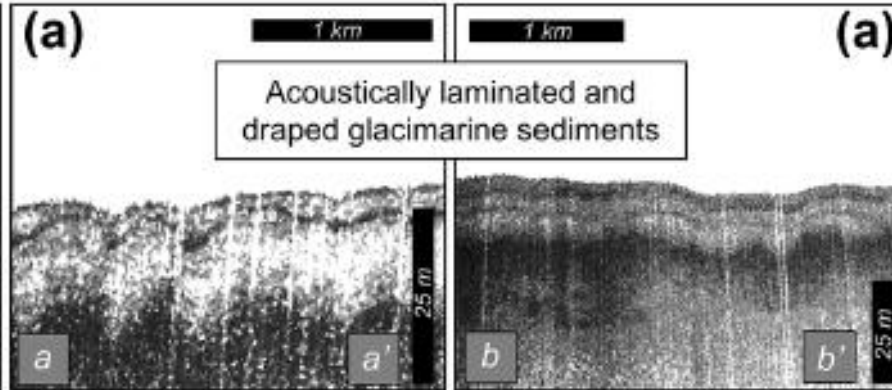 (a)
1 km
1 km
(a)
Acoustically laminated and
draped glacimarine sediments
25 m
25 m
a
a'
b
b'